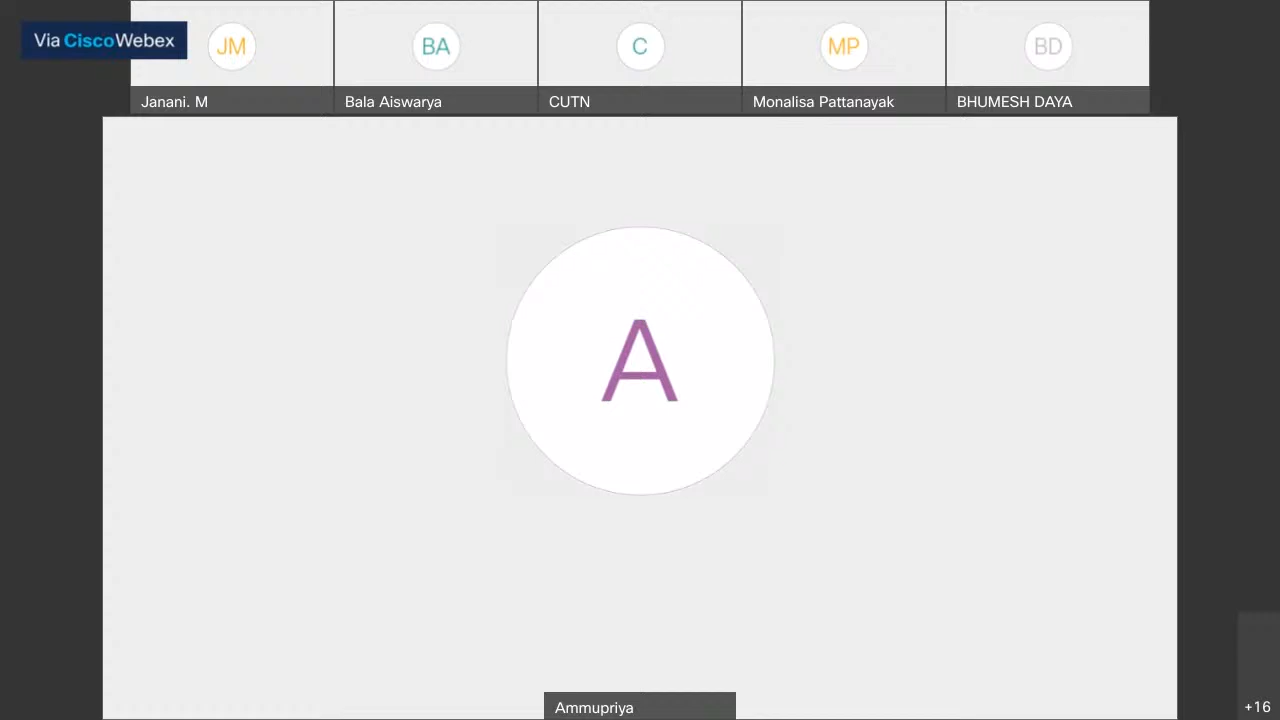 Via CiscoWebex
JM
BA
C
MP
BD
Janani. M
Bala Aiswarya
CUTN
Monalisa Pattanayak
BHUMESH DAYA
A
Ammupriya
+16